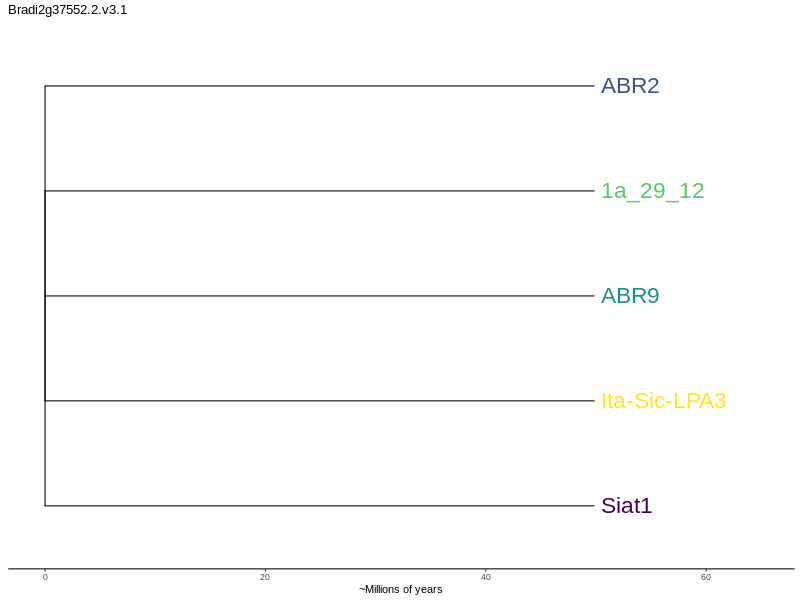 Bradi2g37552.2.v3.1
ABR2
1a_29_12
ABR9
Ita-Sic-LPA3
Siat1
0 20 40 60
~Millions of years